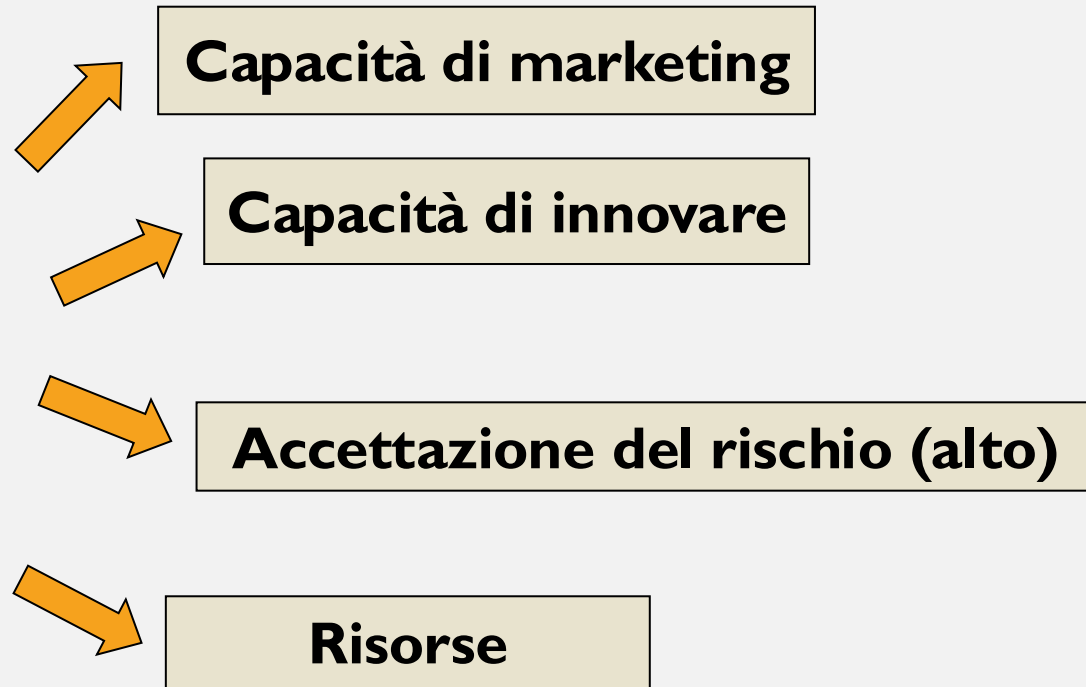 Capacità di marketing
Capacità di innovare
Accettazione del rischio (alto)
Risorse